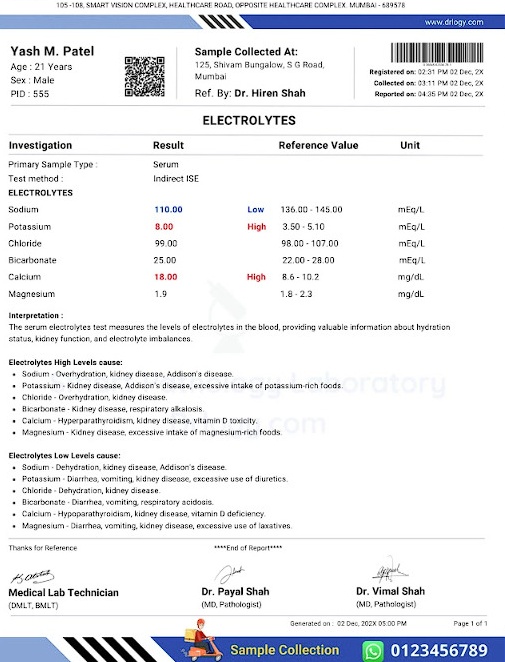 105 -108, SMART VISION COMPLEX, HEALTHCARE ROAD, OPPOSITE HEALTHCARE COMPLEX. MUMBAI - 689578
www.drlogy.com
Yash M. Patel
Age : 21 Years
Sex : Male
PID : 555
Sample Collected At:
125, Shivam Bungalow, S G Road,
Mumbai
Ref. By: Dr. Hiren Shah
Registered on: 02:31 PM 02 Dec, 2X
Collected on: 03:11 PM 02 Dec, 2X
Reported on: 04:35 PM 02 Dec, 2X
ELECTROLYTES
Investigation Result Reference Value Unit
Primary Sample Type : Serum
Test method : Indirect ISE
ELECTROLYTES
Sodium 110.00 Low 136.00 - 145.00 mEq/L
Potassium 8.00 High 3.50 - 5.10 mEq/L
Chloride 99.00 98.00 - 107.00 mEq/L
Bicarbonate 25.00 22.00 - 28.00 mEq/L
Calcium 18.00 High 8.6 - 10.2 mg/dL
Magnesium 1.9 1.8 - 2.3 mg/dL
Interpretation :
The serum electrolytes test measures the levels of electrolytes in the blood, providing valuable information about hydration
status, kidney function, and electrolyte imbalances.
Electrolytes High Levels cause:
• Sodium - Overhydration, kidney disease, Addison's disease.
• Potassium - Kidney disease, Addison's disease, excessive intake of potassium-rich foods.
• Chloride - Overhydration, kidney disease.
• Bicarbonate - Kidney disease, respiratory alkalosis.
• Calcium - Hyperparathyroidism, kidney disease, vitamin D toxicity.
• Magnesium - Kidney disease, excessive intake of magnesium-rich foods.
Electrolytes Low Levels cause:
• Sodium - Dehydration, kidney disease, Addison's disease.
• Potassium - Diarrhea, vomiting, kidney disease, excessive use of diuretics.
• Chloride - Dehydration, kidney disease.
• Bicarbonate - Diarrhea, vomiting, respiratory acidosis.
• Calcium - Hypoparathyroidism, kidney disease, vitamin D deficiency.
• Magnesium - Diarrhea, vomiting, kidney disease, excessive use of laxatives.
Thanks for Reference ****End of Report****
Medical Lab Technician
(DMLT, BMLT)
Dr. Payal Shah
(MD, Pathologist)
Dr. Vimal Shah
(MD, Pathologist)
Generated on : 02 Dec, 202X 05:00 PM Page 1 of 1
Sample Collection 0123456789